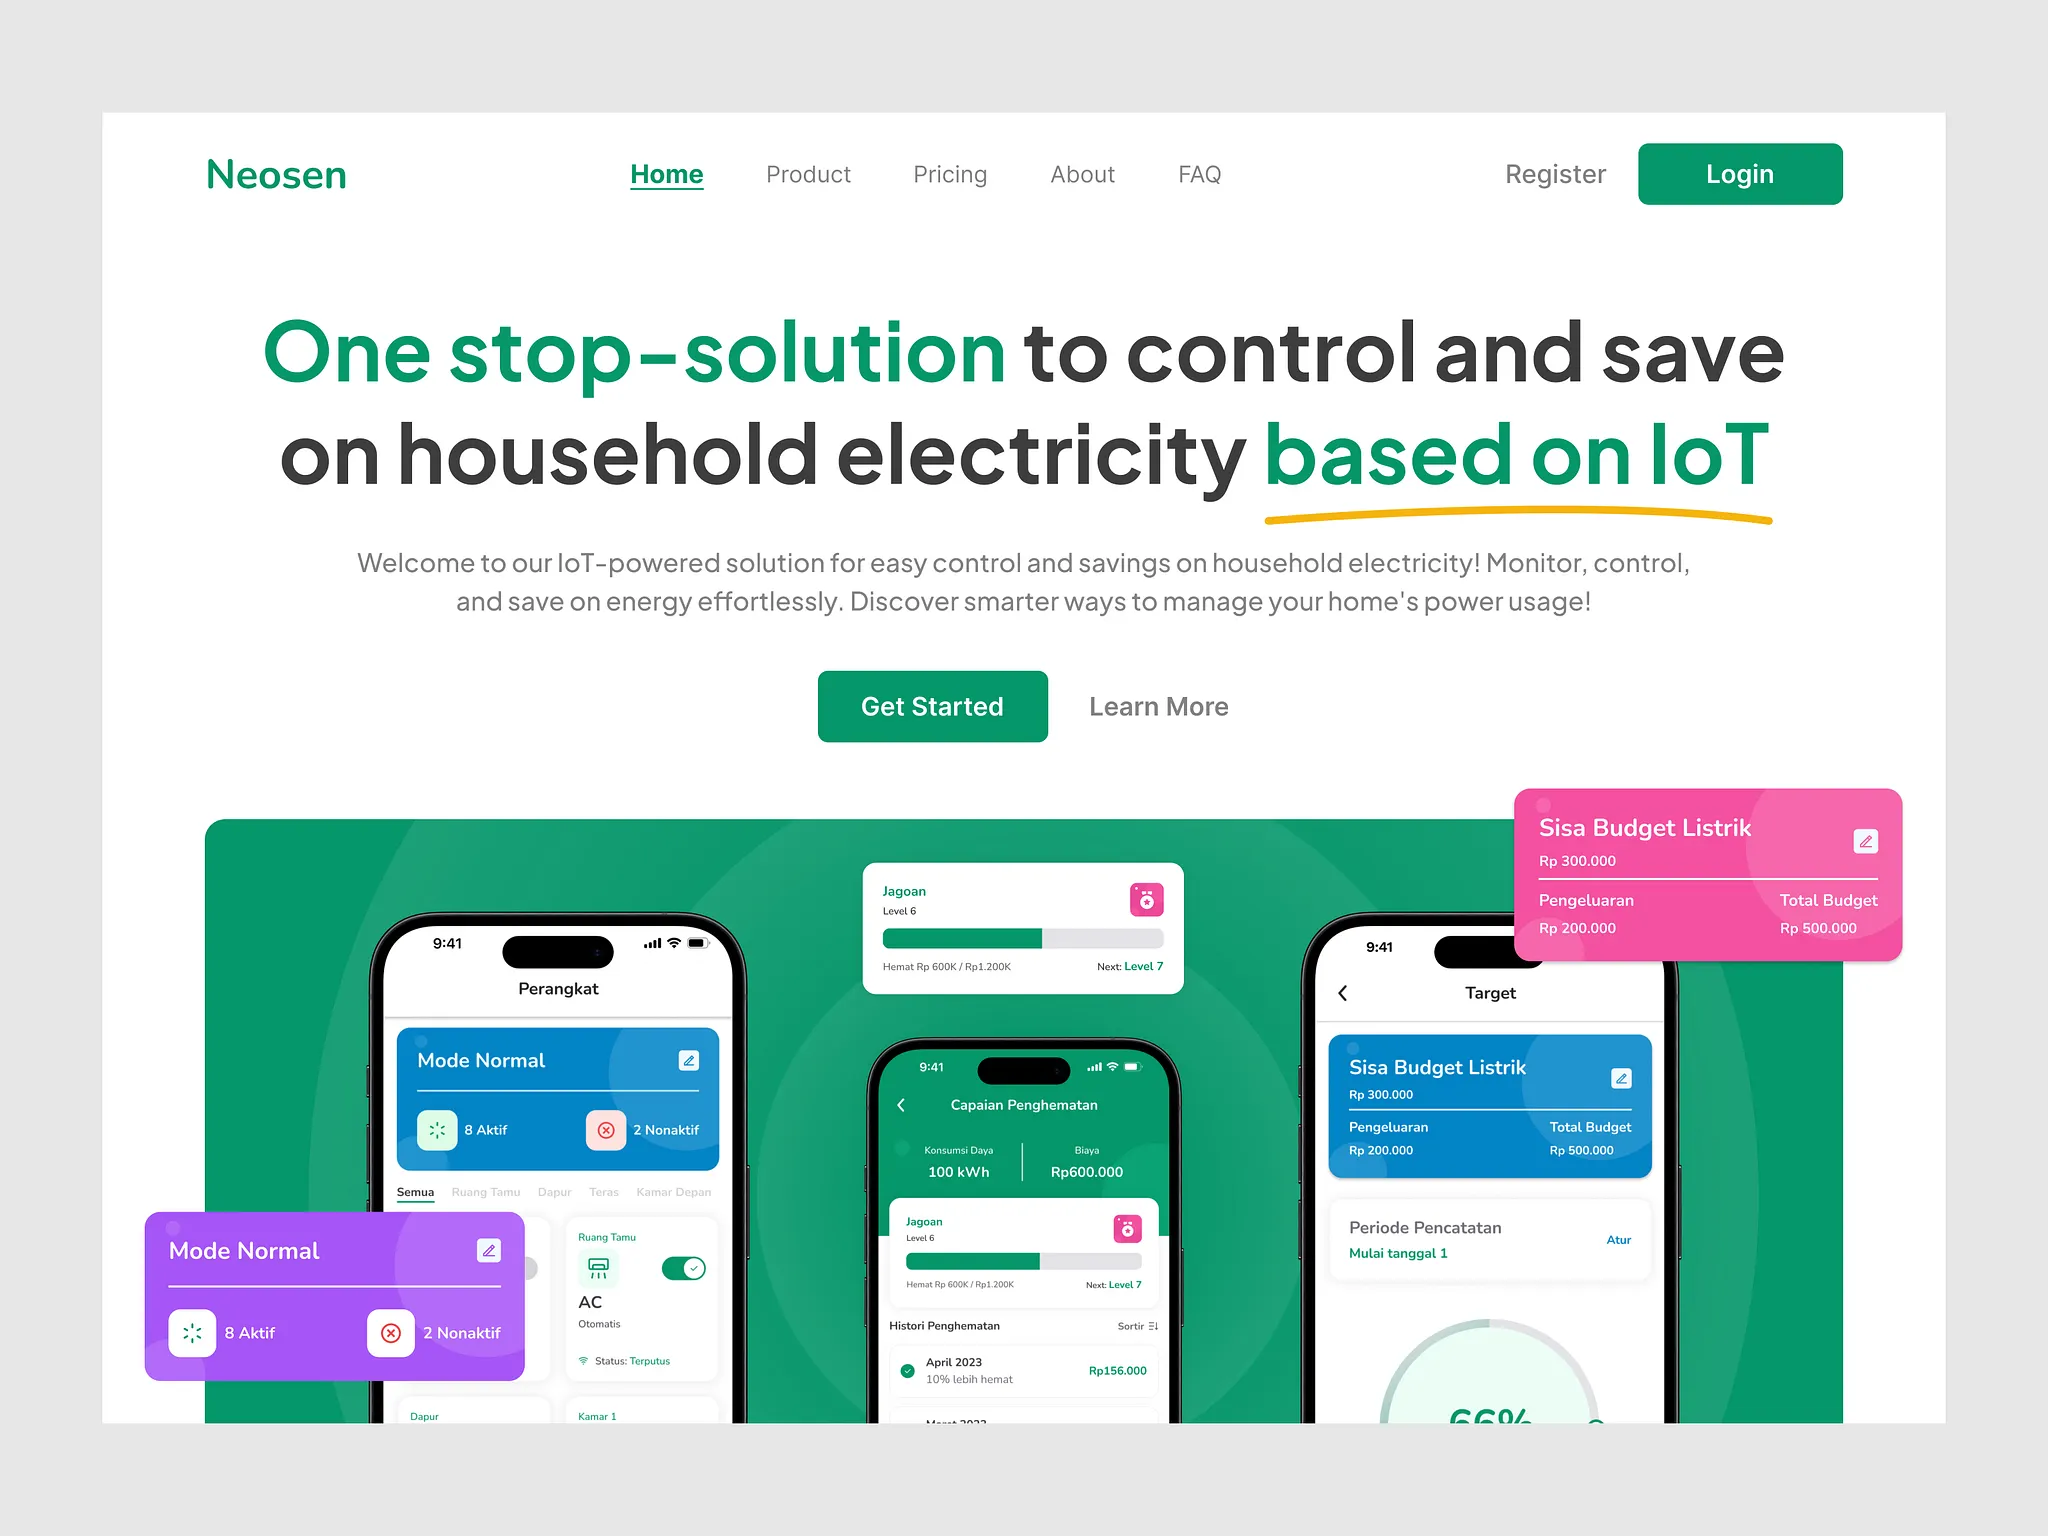 Neosen
Home
Product
Pricing
About
FAQ
Register
Login
One stop-solution to control and save
on household electricity based on IoT
Welcome to our IoT-powered solution for easy control and savings on household electricity! Monitor, control,
and save on energy effortlessly. Discover smarter ways to manage your home's power usage!
Get Started
Learn More
Sisa Budget Listrik
Rp 300.000
Pengeluaran
Total Budget
Rp 200.000
Rp 500.000
Jagoan
Level 6
Hemat Rp 600K / Rp1.200K
Next: Level 7
9:41
Perangkat
Mode Normal
8 Aktif
2 Nonaktif
Semua
Ruang Tamu
Dapur
Teras
Kamar Depan
Mode Normal
8 Aktif
2 Nonaktif
Ruang Tamu
AC
Otomatis
Status: Terputus
Dapur
Kamar 1
9:41
Capaian Penghematan
Konsumsi Daya
Biaya
100 kWh
Rp600.000
Jagoan
Level 6
Hemat Rp 600K / Rp1.200K
Next: Level 7
Histori Penghematan
Sortir
April 2023
10% lebih hemat
Rp156.000
Maret 2023
9:41
Target
Sisa Budget Listrik
Rp 300.000
Pengeluaran
Total Budget
Rp 200.000
Rp 500.000
Periode Pencatatan
Mulai tanggal 1
Atur
66%